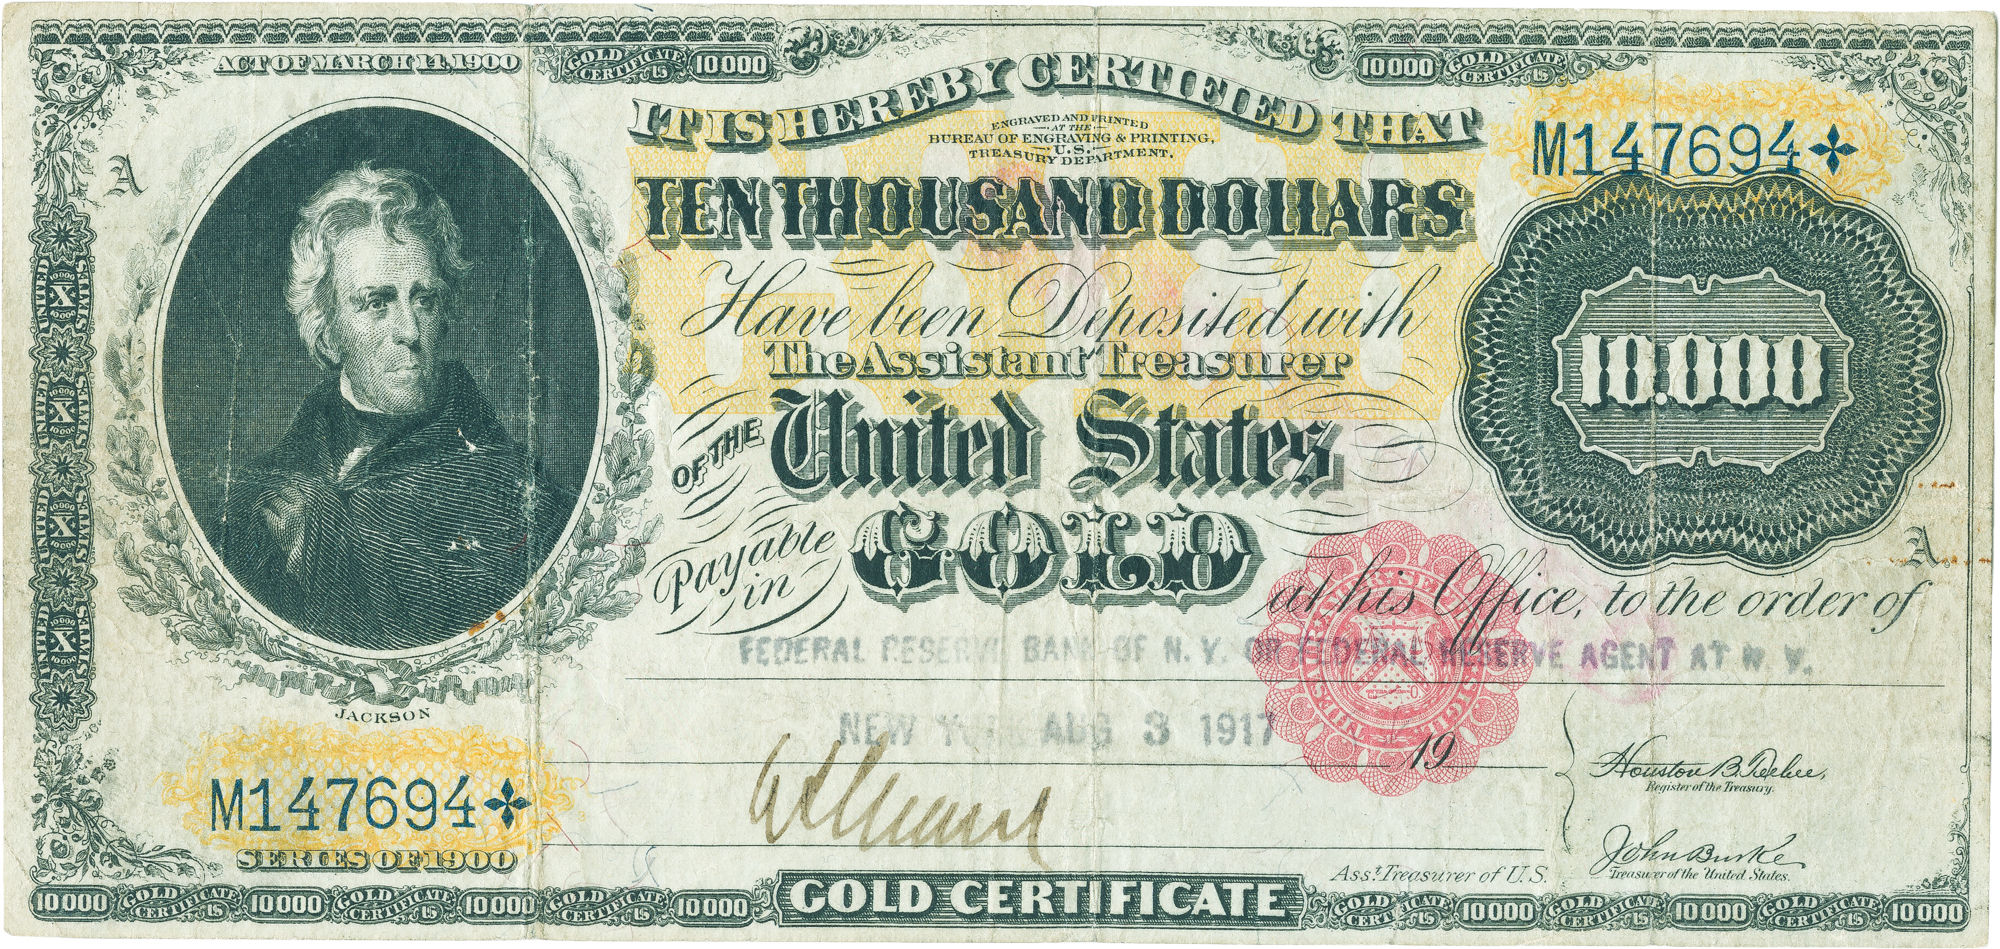 ACT OF MARCH 14, 1900
GOLD CERTIFICATE US 10000
10000 GOLD CERTIFICATE US
IT IS HEREBY CERTIFIED THAT
ENGRAVED AND PRINTED
AT THE
BUREAU OF ENGRAVING & PRINTING,
U.S.
TREASURY DEPARTMENT.
M147694
A
TEN THOUSAND DOLLARS
Have been Deposited with
The Assistant Treasurer
OF THE United States
10.000
Payable in GOLD
A
at his Office, to the order of
FEDERAL RESERVE BANK OF N. Y. OR FEDERAL RESERVE AGENT AT N. Y.
UNITED 10000 X 10000 STATES
JACKSON
NEW YORK AUG 3 1917
19
Houston B. Teehee,
Register of the Treasury.
M147694
SERIES OF 1900
John Burke
Treasurer of the United States.
Asst. Treasurer of U.S.
10000 GOLD CERTIFICATE US 10000 GOLD CERTIFICATE US 10000 GOLD CERTIFICATE US 10000 GOLD CERTIFICATE GOLD CERTIFICATE US 10000 GOLD CERTIFICATE US 10000 GOLD CERTIFICATE US 10000